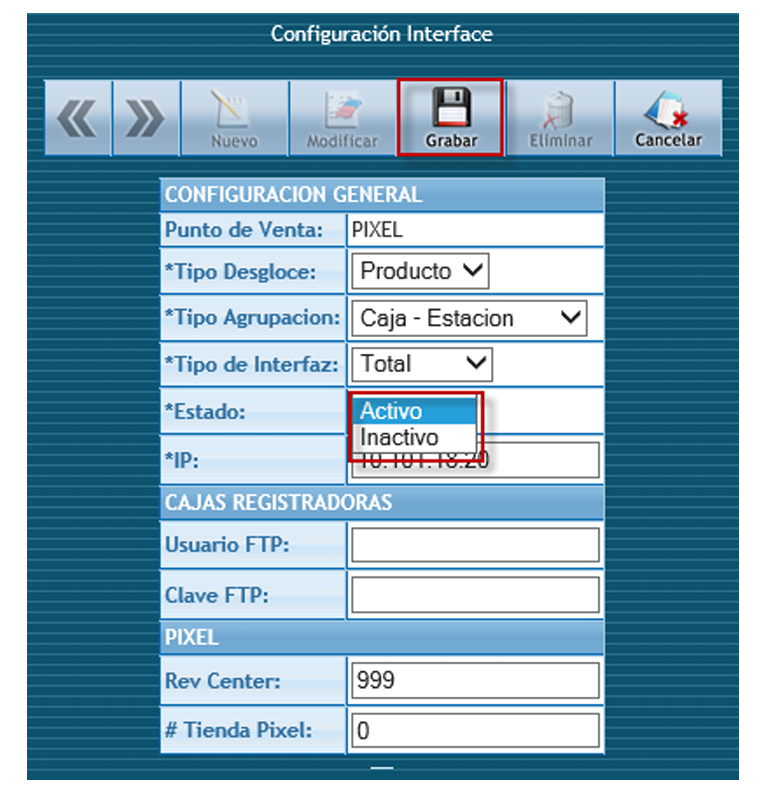 Configuración Interface
Nuevo Modificar Grabar Eliminar Cancelar
CONFIGURACION GENERAL
Punto de Venta: PIXEL
*Tipo Desgloce: Producto
*Tipo Agrupacion: Caja - Estacion
*Tipo de Interfaz: Total
*Estado: Activo
Inactivo
*IP: 10.101.18.20
CAJAS REGISTRADORAS
Usuario FTP:
Clave FTP:
PIXEL
Rev Center: 999
# Tienda Pixel: 0